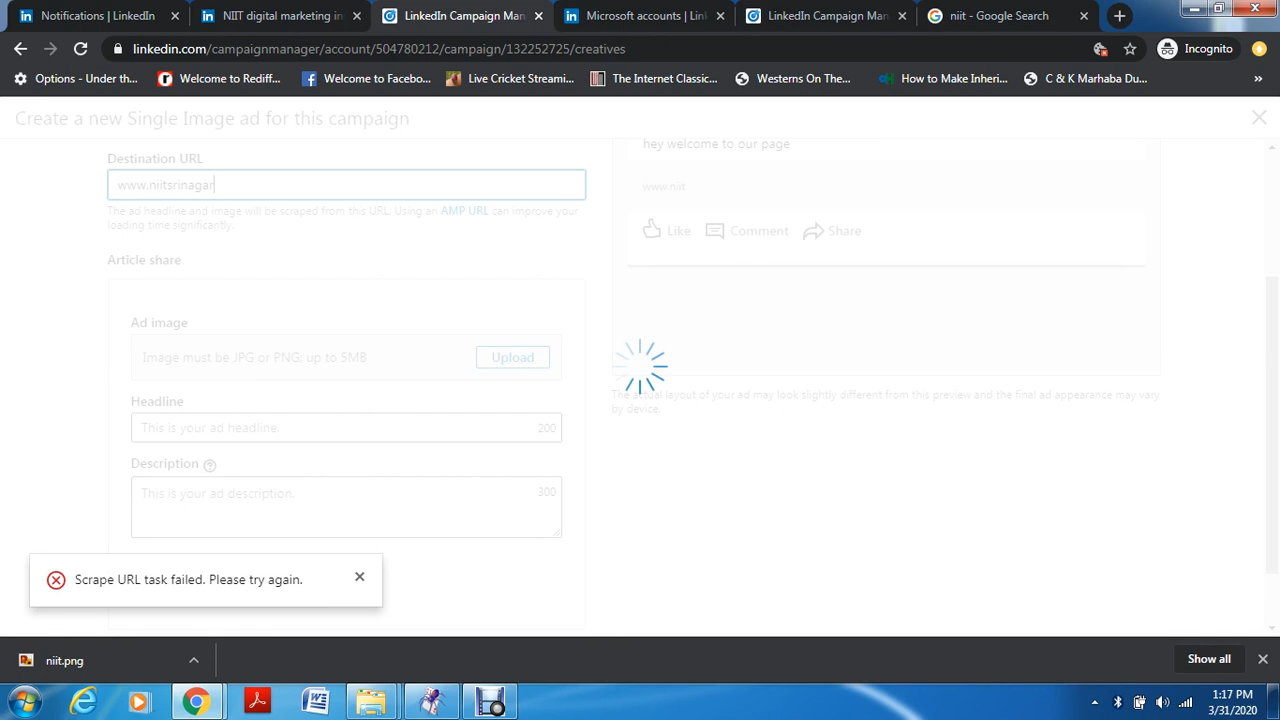 Notifications | LinkedIn
NIIT digital marketing in
LinkedIn Campaign Man
Microsoft accounts | Lin
LinkedIn Campaign Man
niit - Google Search
linkedin.com/campaignmanager/account/504780212/campaign/132252725/creatives
Incognito
Options - Under th...
Welcome to Rediff...
Welcome to Facebo...
Live Cricket Streami...
The Internet Classic...
Westerns On The...
How to Make Inheri...
C & K Marhaba Du...
»
Create a new Single Image ad for this campaign
Destination URL
www.niitsrinagar
The ad headline and image will be scraped from this URL. Using an AMP URL can improve your
loading time significantly.
Article share
Ad image
Image must be JPG or PNG; up to 5MB
Upload
Headline
This is your ad headline.
200
Description
This is your ad description.
300
hey welcome to our page
www.niit
Like
Comment
Share
The actual layout of your ad may look slightly different from this preview and the final ad appearance may vary
by device.
Scrape URL task failed. Please try again.
niit.png
Show all
1:17 PM
3/31/2020